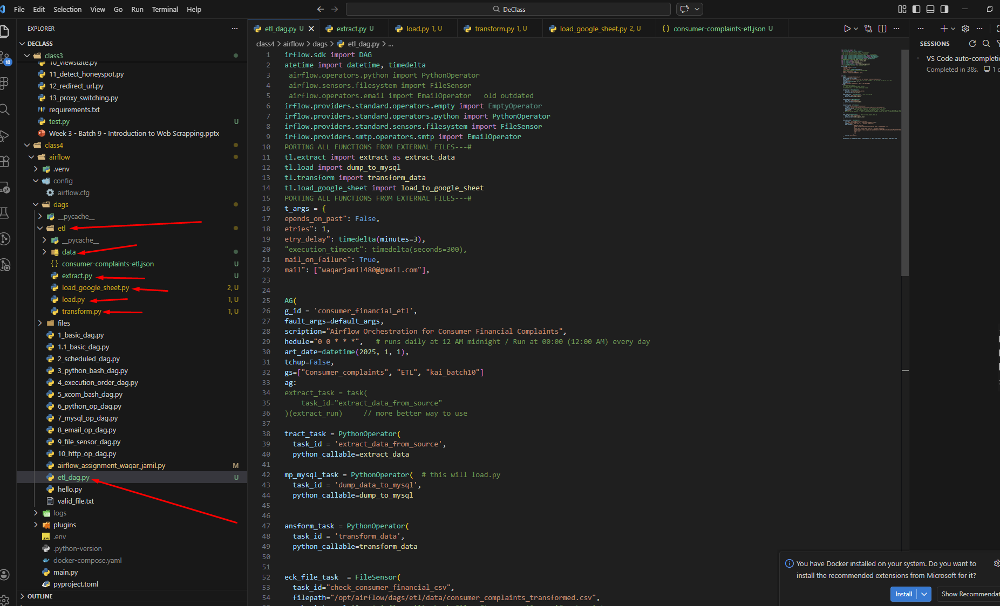 File Edit Selection View Go Run Terminal Help
DeClass
EXPLORER
DECLASS
class3
10_viewstate.py
11_detect_honeyspot.py
12_redirect_url.py
13_proxy_switching.py
requirements.txt
test.py U
Week 3 - Batch 9 - Introduction to Web Scrapping.pptx
class4
airflow
.venv
config
airflow.cfg
dags
__pycache__
etl
__pycache__
data
consumer-complaints-etl.json U
extract.py U
load_google_sheet.py 2, U
load.py 1, U
transform.py 1, U
files
1_basic_dag.py
1.1_basic_dag.py
2_scheduled_dag.py
3_python_bash_dag.py
4_execution_order_dag.py
5_xcom_bash_dag.py
6_python_op_dag.py
7_mysql_op_dag.py
8_email_op_dag.py
9_file_sensor_dag.py
10_http_op_dag.py
airflow_assignment_waqar_jamil.py M
etl_dag.py U
hello.py
valid_file.txt
logs
plugins
.env
.python-version
docker-compose.yaml
main.py
pyproject.toml
OUTLINE
10
etl_dag.py U extract.py U load.py 1, U transform.py 1, U load_google_sheet.py 2, U consumer-complaints-etl.json U
class4 > airflow > dags > etl_dag.py > ...
1 irflow.sdk import DAG
2 atetime import datetime, timedelta
3 airflow.operators.python import PythonOperator
4 airflow.sensors.filesystem import FileSensor
5 airflow.operators.email import EmailOperator old outdated
6 irflow.providers.standard.operators.empty import EmptyOperator
7 irflow.providers.standard.operators.python import PythonOperator
8 irflow.providers.standard.sensors.filesystem import FileSensor
9 irflow.providers.smtp.operators.smtp import EmailOperator
10 PORTING ALL FUNCTIONS FROM EXTERNAL FILES---#
11 tl.extract import extract as extract_data
12 tl.load import dump_to_mysql
13 tl.transform import transform_data
14 tl.load_google_sheet import load_to_google_sheet
15 PORTING ALL FUNCTIONS FROM EXTERNAL FILES---#
16 t_args = {
17 epends_on_past": False,
18 etries": 1,
19 etry_delay": timedelta(minutes=3),
20 "execution_timeout": timedelta(seconds=300),
21 mail_on_failure": True,
22 mail": ["waqarjamil480@gmail.com"],
23
24
25 AG(
26 g_id = 'consumer_financial_etl',
27 fault_args=default_args,
28 scription="Airflow Orchestration for Consumer Financial Complaints",
29 hedule="0 0 * * *", # runs daily at 12 AM midnight / Run at 00:00 (12:00 AM) every day
30 art_date=datetime(2025, 1, 1),
31 tchup=False,
32 gs=["Consumer_complaints", "ETL", "kai_batch10"]
33 ag:
34 extract_task = task(
35 task_id="extract_data_from_source"
36 )(extract_run) // more better way to use
37
38 tract_task = PythonOperator(
39 task_id = 'extract_data_from_source',
40 python_callable=extract_data
41
42 mp_mysql_task = PythonOperator( # this will load.py
43 task_id = 'dump_data_to_mysql',
44 python_callable=dump_to_mysql
45
46
47 ansform_task = PythonOperator(
48 task_id = 'transform_data',
49 python_callable=transform_data
50
51
52 eck_file_task = FileSensor(
53 task_id="check_consumer_financial_csv",
54 filepath="/opt/airflow/dags/etl/data/consumer_complaints_transformed.csv",
SESSIONS
VS Code auto-completic
Completed in 38s.
You have Docker installed on your system. Do you want to
install the recommended extensions from Microsoft for it?
Install
Show Recommendat